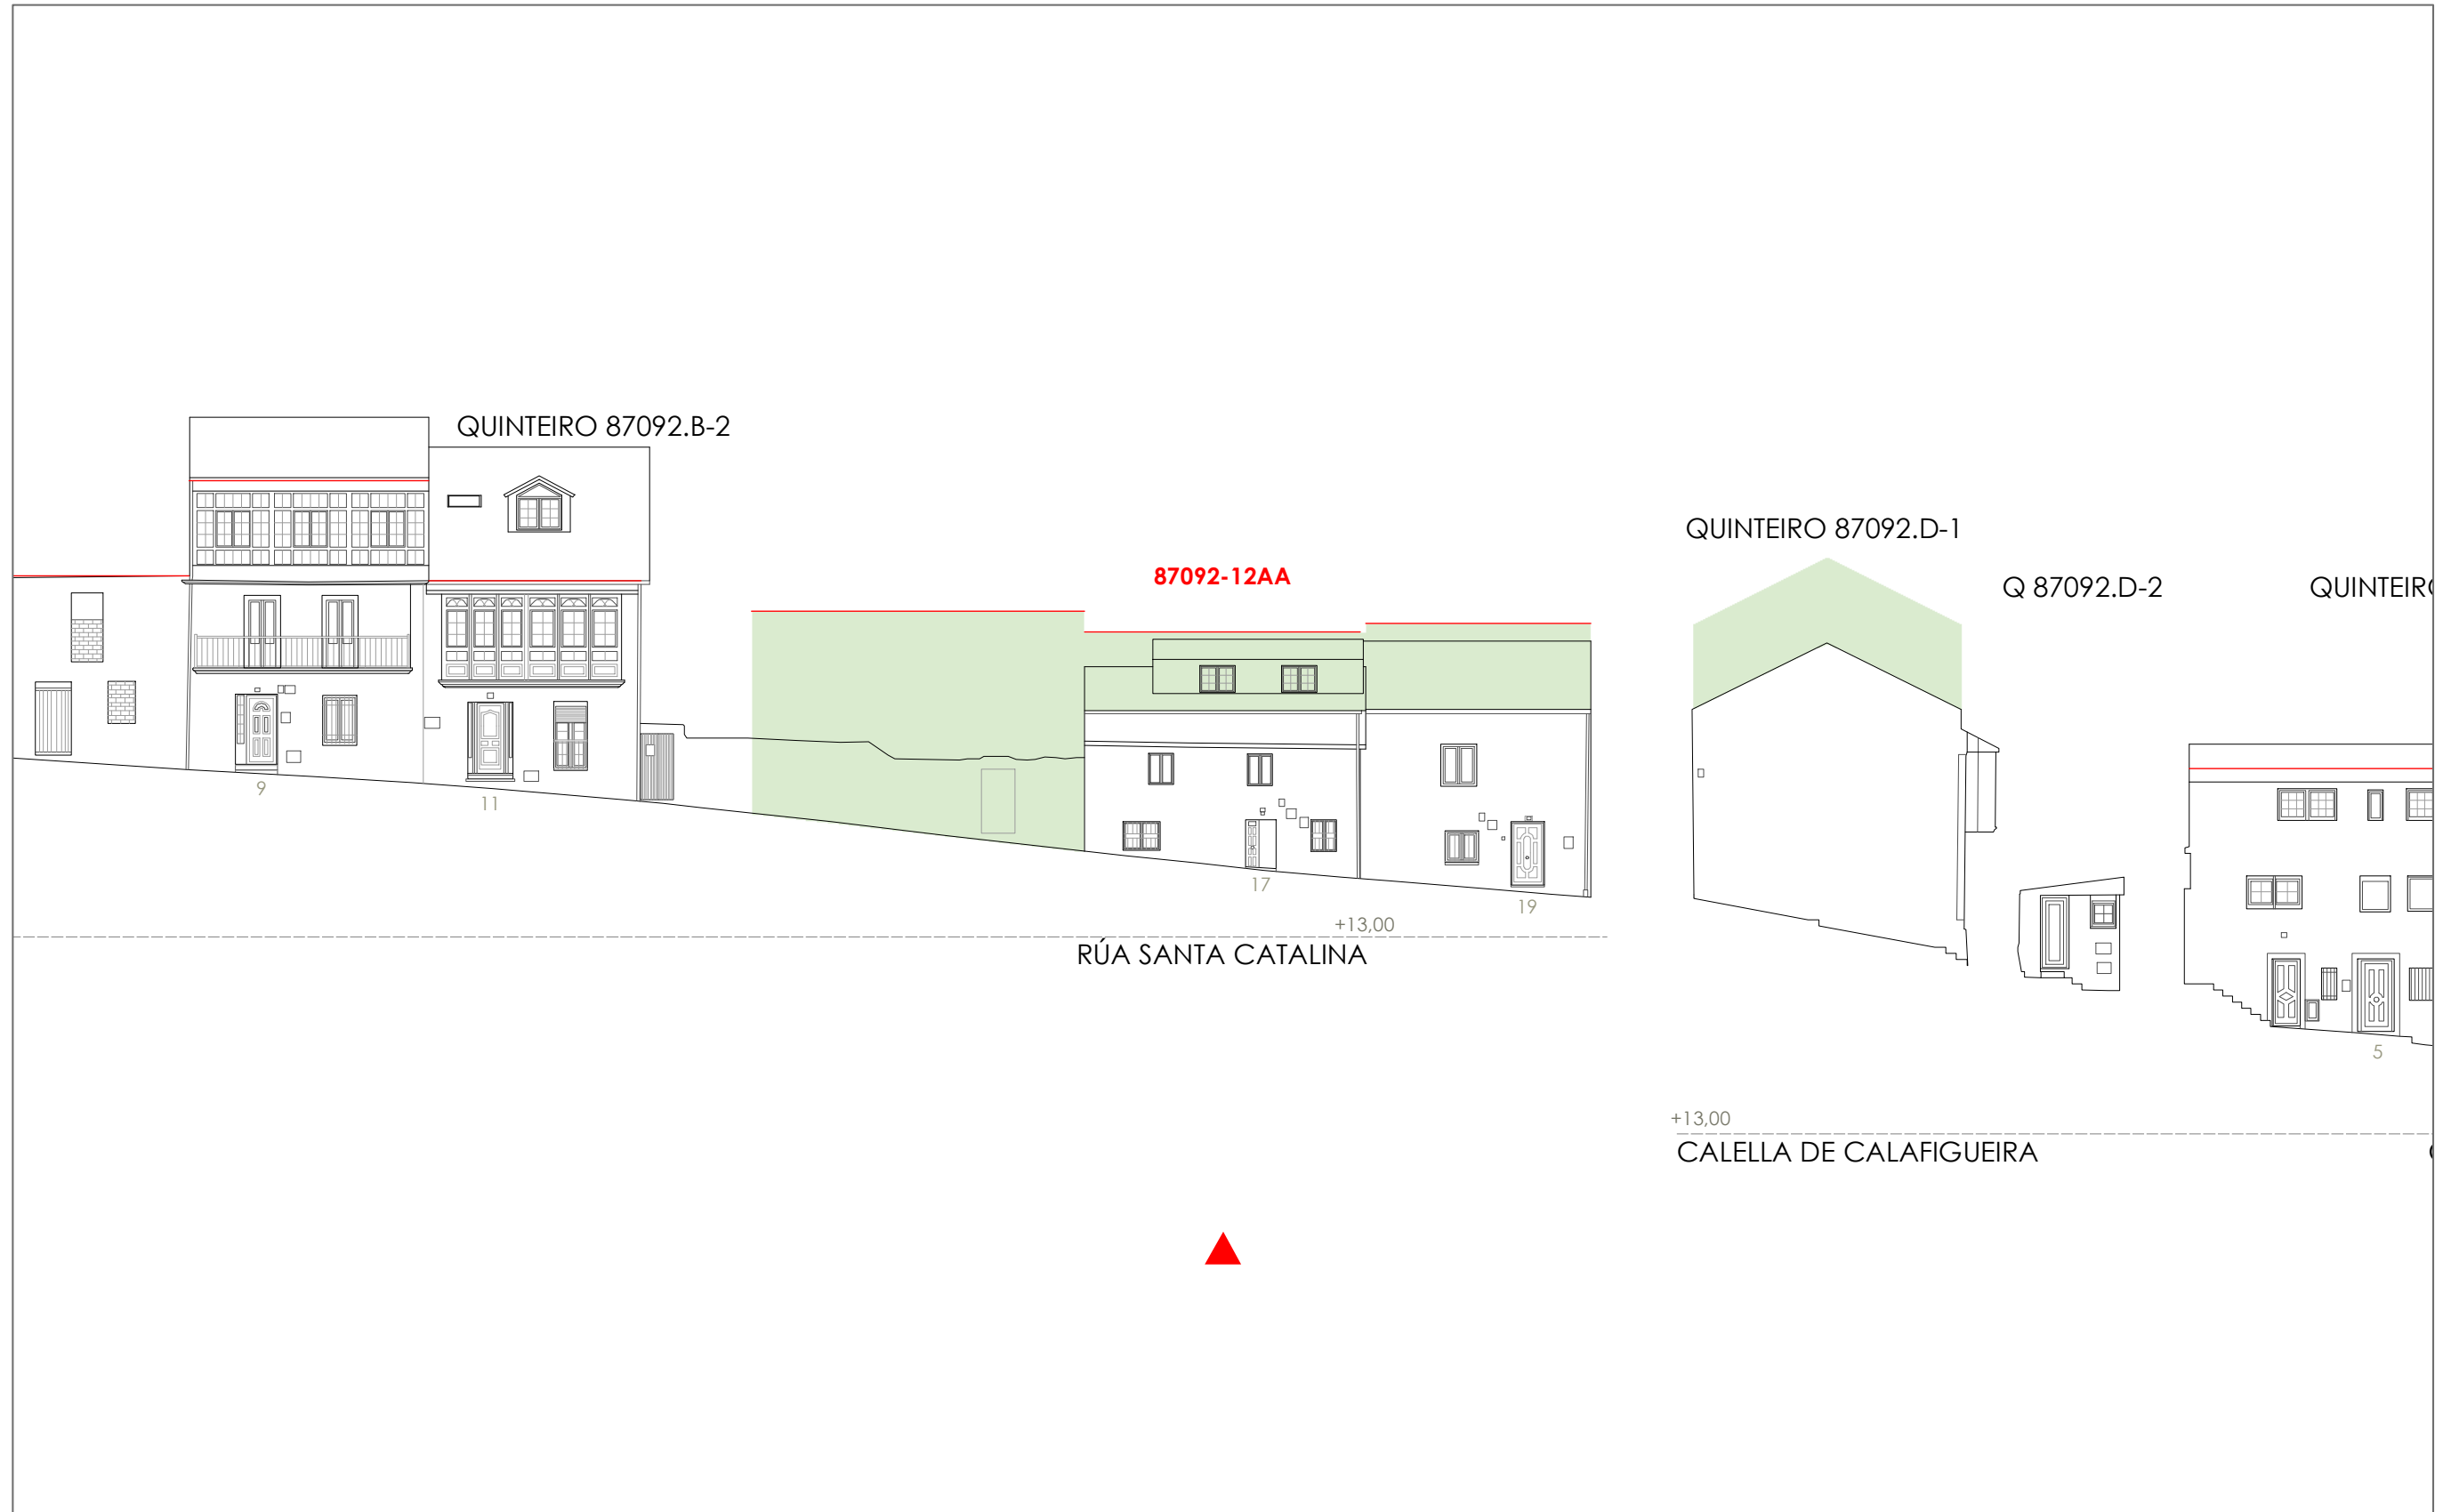 QUINTEIRO 87092.B-2
QUINTEIRO 87092.D-1
87092-12AA
Q 87092.D-2
QUINTEIR
9
11
17
19
+13,00
RÚA SANTA CATALINA
5
+13,00
CALELLA DE CALAFIGUEIRA